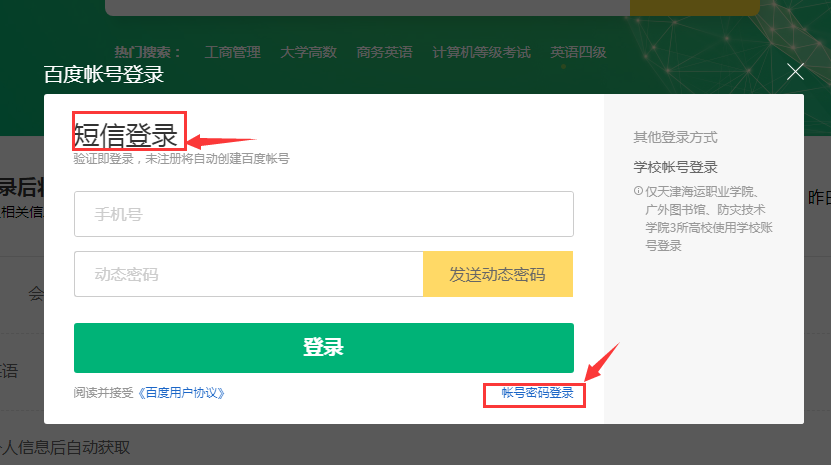 热门搜索： 工商管理 大学高数 商务英语 计算机等级考试 英语四级
百度帐号登录
短信登录
验证即登录，未注册将自动创建百度帐号
手机号
动态密码
发送动态密码
登录
阅读并接受《百度用户协议》
帐号密码登录
其他登录方式
学校帐号登录
仅天津海运职业学院、
广外图书馆、防灾技术
学院3所高校使用学校账
号登录
录后
相关信
昨日
会
语
人信息后自动获取